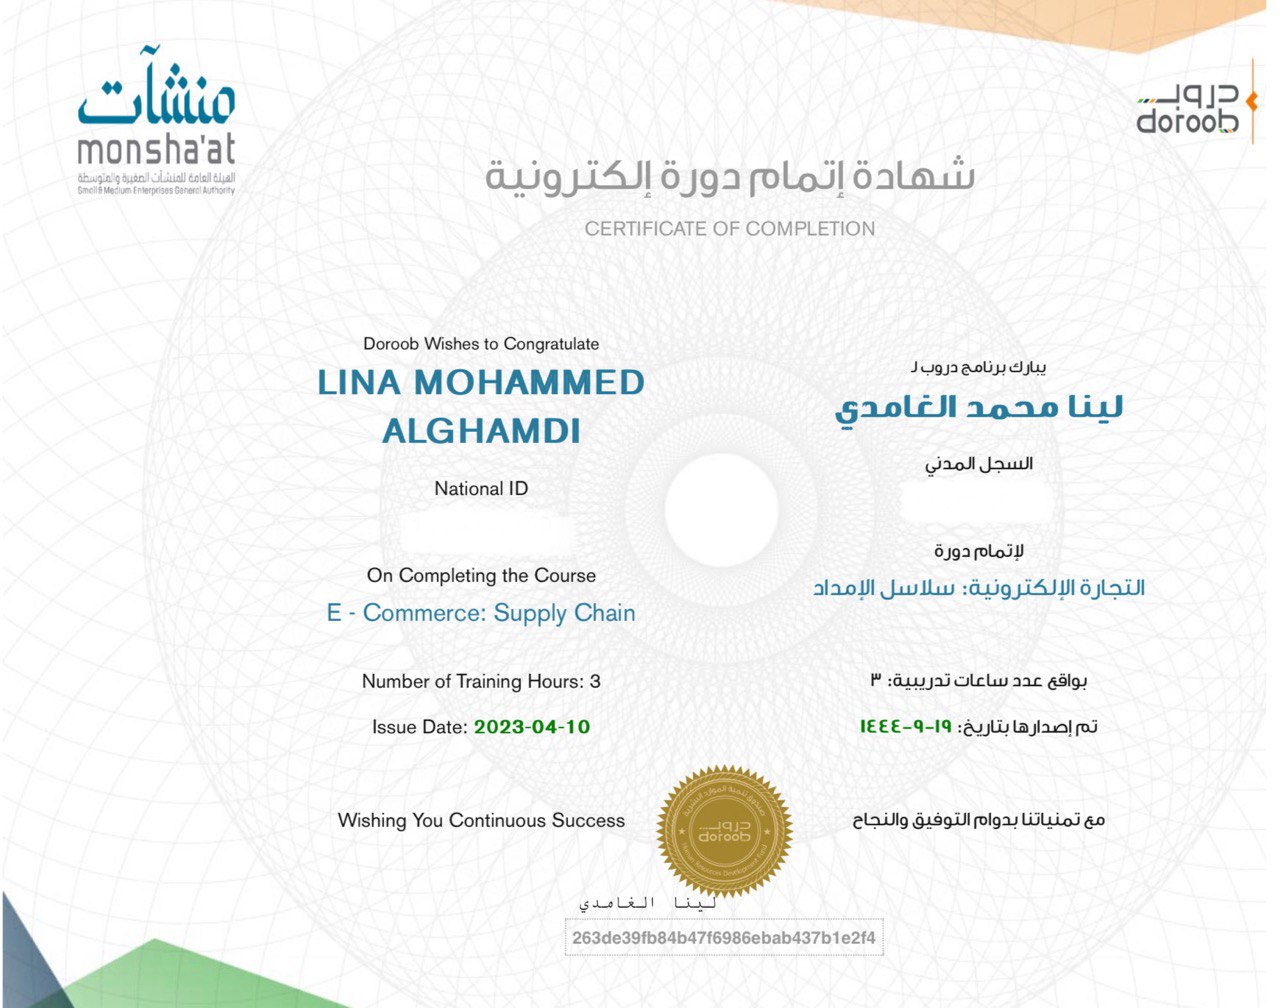 منشآت
monsha'at
الهيئة العامة للمنشآت الصغيرة والمتوسطة
Small & Medium Enterprises General Authority
دروب
doroob
شهادة إتمام دورة إلكترونية
CERTIFICATE OF COMPLETION
Doroob Wishes to Congratulate
LINA MOHAMMED
ALGHAMDI
National ID
On Completing the Course
E - Commerce: Supply Chain
Number of Training Hours: 3
Issue Date: 2023-04-10
Wishing You Continuous Success
يبارك برنامج دروب لـ
لينا محمد الغامدي
السجل المدني
لإتمام دورة
التجارة الإلكترونية: سلاسل الإمداد
بواقع عدد ساعات تدريبية: ٣
تم إصدارها بتاريخ: ١٩-٩-١٤٤٤
مع تمنياتنا بدوام التوفيق والنجاح
صندوق تنمية الموارد البشرية
دروب
doroob
Human Resources Development Fund
لينا الغامدي
263de39fb84b47f6986ebab437b1e2f4